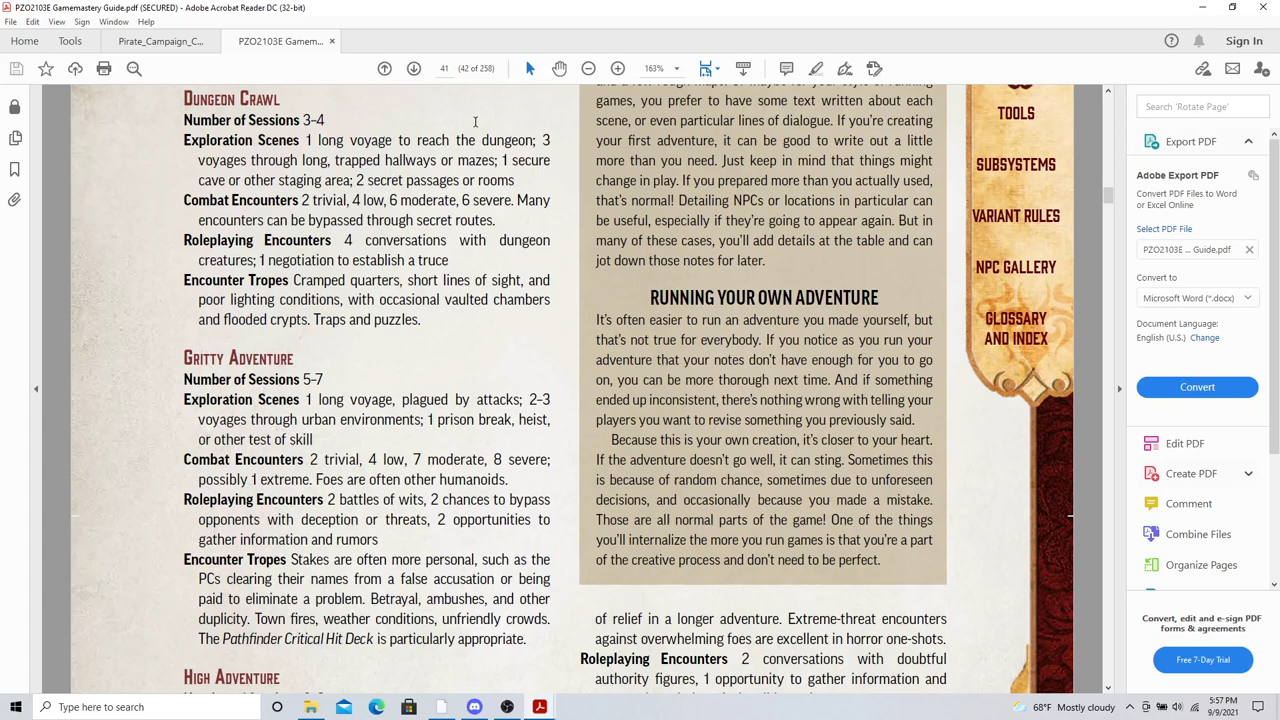 PZO2103E Gamemastery Guide.pdf (SECURED) - Adobe Acrobat Reader DC (32-bit)
File Edit View Sign Window Help
Home Tools Pirate_Campaign_C... PZO2103E Gamem... × Sign In
41 (42 of 258) 163%
DUNGEON CRAWL
Number of Sessions 3–4
Exploration Scenes 1 long voyage to reach the dungeon; 3
voyages through long, trapped hallways or mazes; 1 secure
cave or other staging area; 2 secret passages or rooms
Combat Encounters 2 trivial, 4 low, 6 moderate, 6 severe. Many
encounters can be bypassed through secret routes.
Roleplaying Encounters 4 conversations with dungeon
creatures; 1 negotiation to establish a truce
Encounter Tropes Cramped quarters, short lines of sight, and
poor lighting conditions, with occasional vaulted chambers
and flooded crypts. Traps and puzzles.
GRITTY ADVENTURE
Number of Sessions 5–7
Exploration Scenes 1 long voyage, plagued by attacks; 2–3
voyages through urban environments; 1 prison break, heist,
or other test of skill
Combat Encounters 2 trivial, 4 low, 7 moderate, 8 severe;
possibly 1 extreme. Foes are often other humanoids.
Roleplaying Encounters 2 battles of wits, 2 chances to bypass
opponents with deception or threats, 2 opportunities to
gather information and rumors
Encounter Tropes Stakes are often more personal, such as the
PCs clearing their names from a false accusation or being
paid to eliminate a problem. Betrayal, ambushes, and other
duplicity. Town fires, weather conditions, unfriendly crowds.
The Pathfinder Critical Hit Deck is particularly appropriate.
HIGH ADVENTURE
games, you prefer to have some text written about each
scene, or even particular lines of dialogue. If you're creating
your first adventure, it can be good to write out a little
more than you need. Just keep in mind that things might
change in play. If you prepared more than you actually used,
that's normal! Detailing NPCs or locations in particular can
be useful, especially if they're going to appear again. But in
many of these cases, you'll add details at the table and can
jot down those notes for later.
RUNNING YOUR OWN ADVENTURE
It's often easier to run an adventure you made yourself, but
that's not true for everybody. If you notice as you run your
adventure that your notes don't have enough for you to go
on, you can be more thorough next time. And if something
ended up inconsistent, there's nothing wrong with telling your
players you want to revise something you previously said.
Because this is your own creation, it's closer to your heart.
If the adventure doesn't go well, it can sting. Sometimes this
is because of random chance, sometimes due to unforeseen
decisions, and occasionally because you made a mistake.
Those are all normal parts of the game! One of the things
you'll internalize the more you run games is that you're a part
of the creative process and don't need to be perfect.
of relief in a longer adventure. Extreme-threat encounters
against overwhelming foes are excellent in horror one-shots.
Roleplaying Encounters 2 conversations with doubtful
authority figures, 1 opportunity to gather information and
TOOLS
SUBSYSTEMS
VARIANT RULES
NPC GALLERY
GLOSSARY
AND INDEX
Search 'Rotate Page'
Export PDF
Adobe Export PDF
Convert PDF Files to Word
or Excel Online
Select PDF File
PZO2103E ... Guide.pdf ×
Convert to
Microsoft Word (*.docx)
Document Language:
English (U.S.) Change
Convert
Edit PDF
Create PDF
Comment
Combine Files
Organize Pages
Convert, edit and e-sign PDF
forms & agreements
Free 7-Day Trial
Type here to search
68°F Mostly cloudy
5:57 PM
9/9/2021